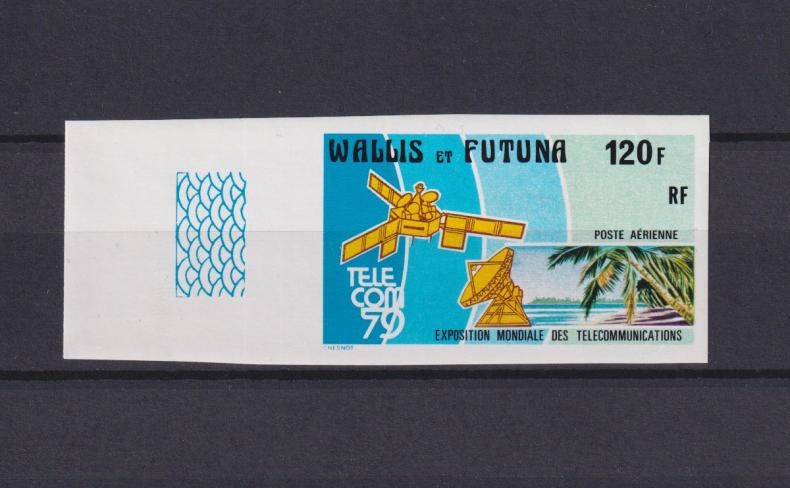 WALLIS ET FUTUNA 120F
RF
POSTE AÉRIENNE
TELE
COM
79
EXPOSITION MONDIALE DES TELECOMMUNICATIONS
CHESNOT